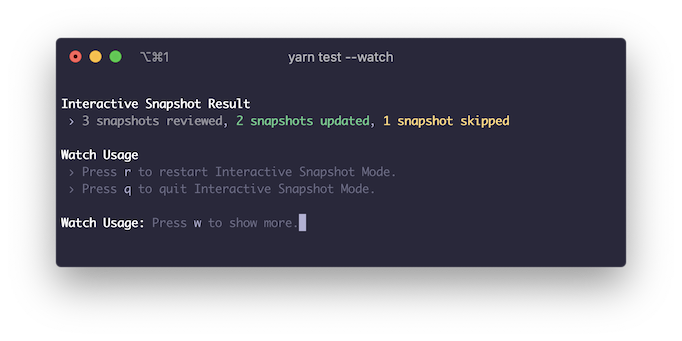 ⌥⌘1 yarn test --watch
Interactive Snapshot Result
› 3 snapshots reviewed, 2 snapshots updated, 1 snapshot skipped
Watch Usage
› Press r to restart Interactive Snapshot Mode.
› Press q to quit Interactive Snapshot Mode.
Watch Usage: Press w to show more.